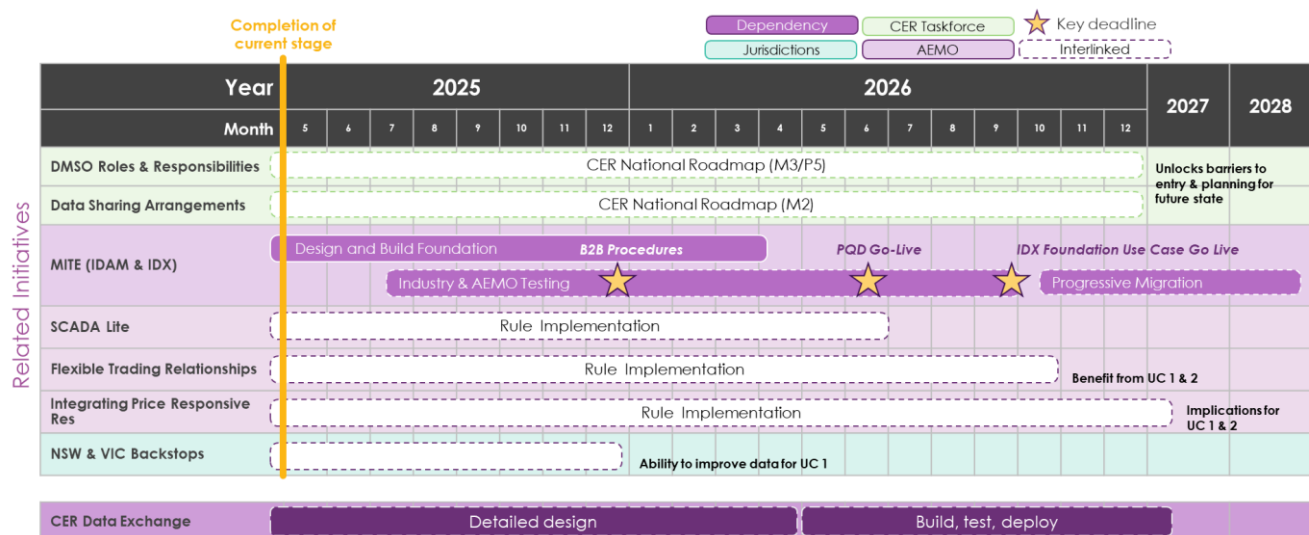 Completion of
current stage
Dependency
CER Taskforce
Key deadline
Jurisdictions
AEMO
Interlinked
Year
2025
2026
2027
2028
Month
5 6 7 8 9 10 11 12 1 2 3 4 5 6 7 8 9 10 11 12
Related Initiatives
DMSO Roles & Responsibilities
CER National Roadmap (M3/P5)
Unlocks barriers to
entry & planning for
future state
Data Sharing Arrangements
CER National Roadmap (M2)
MITE (IDAM & IDX)
Design and Build Foundation
B2B Procedures
PQD Go-Live
IDX Foundation Use Case Go Live
Industry & AEMO Testing
Progressive Migration
SCADA Lite
Rule Implementation
Flexible Trading Relationships
Rule Implementation
Benefit from UC 1 & 2
Integrating Price Responsive
Res
Rule Implementation
Implications for
UC 1 & 2
NSW & VIC Backstops
Ability to improve data for UC 1
CER Data Exchange
Detailed design
Build, test, deploy